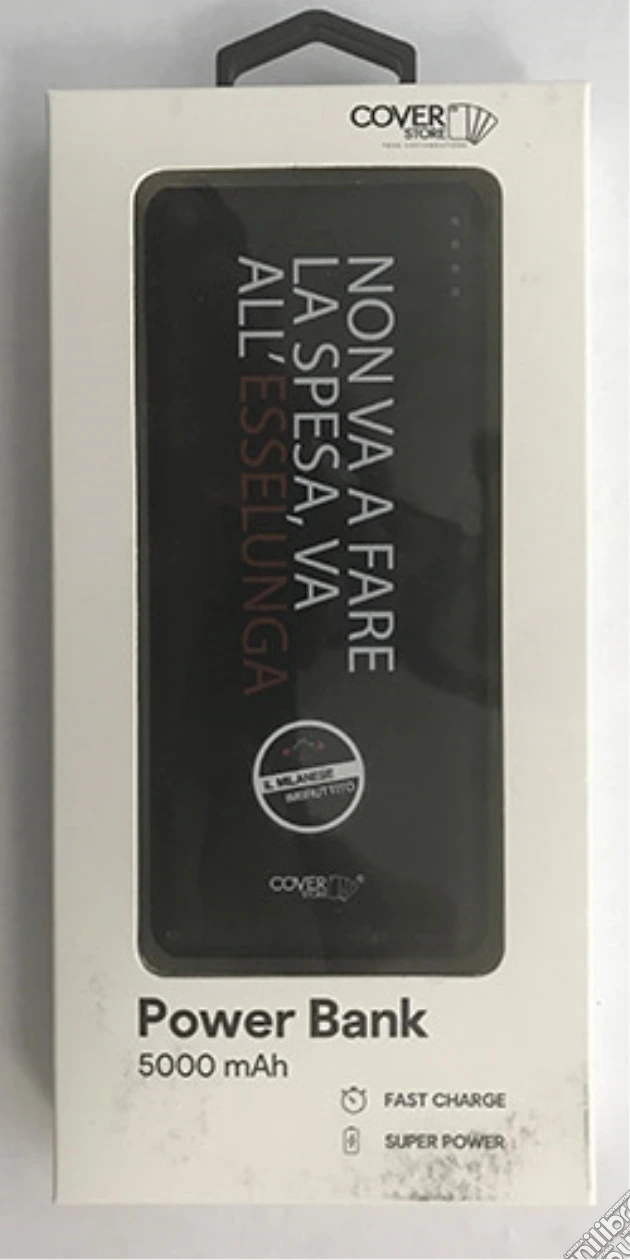 COVER
STORE
NON VA A FARE
LA SPESA, VA
ALL'ESSELUNGA
IL MILANESE
IMBRUTTITO
COVER
STORE
Power Bank
5000 mAh
FAST CHARGE
SUPER POWER